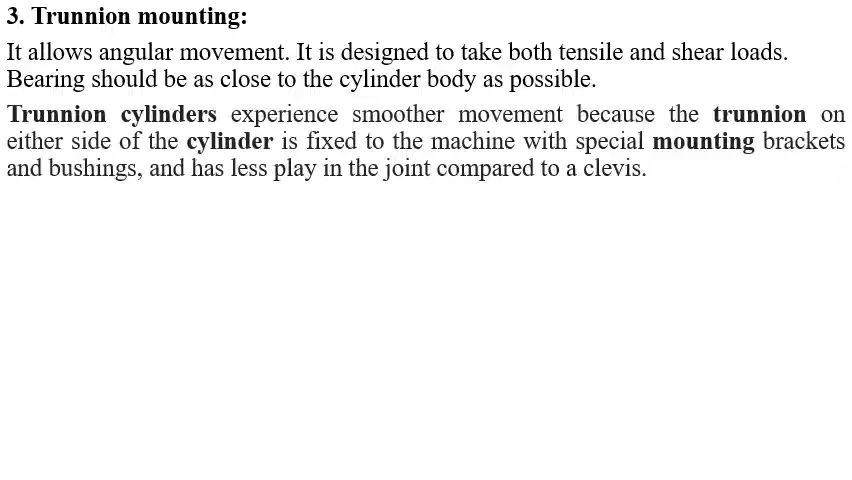 3. Trunnion mounting:
It allows angular movement. It is designed to take both tensile and shear loads.
Bearing should be as close to the cylinder body as possible.
Trunnion cylinders experience smoother movement because the trunnion on
either side of the cylinder is fixed to the machine with special mounting brackets
and bushings, and has less play in the joint compared to a clevis.